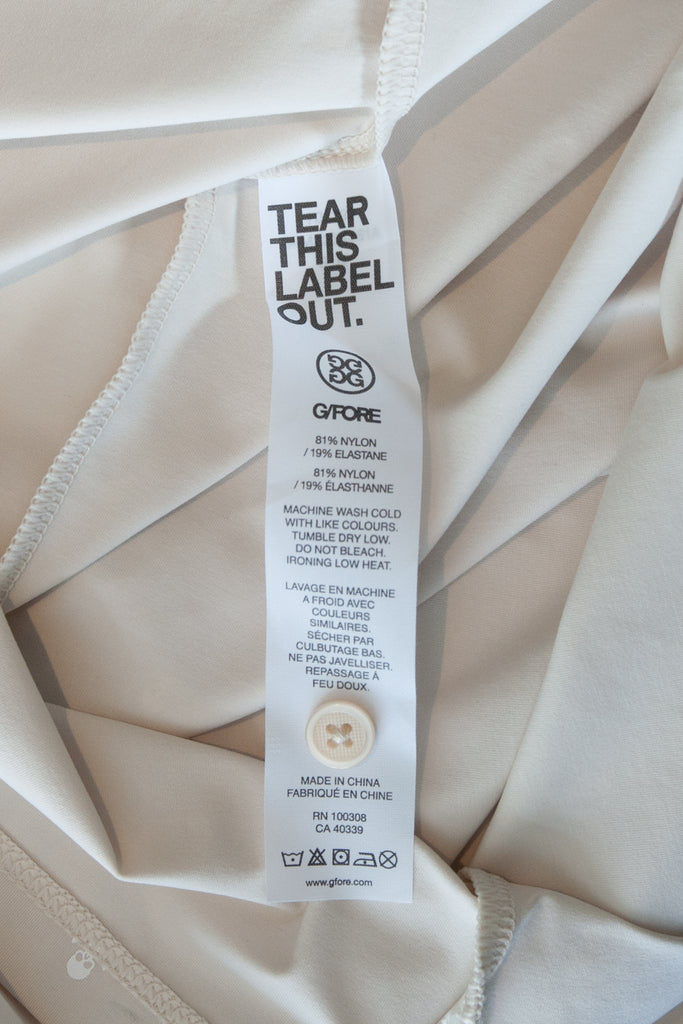 TEAR
THIS
LABEL
OUT.
G/FORE
81% NYLON
/ 19% ELASTANE
81% NYLON
/ 19% ÉLASTHANNE
MACHINE WASH COLD
WITH LIKE COLOURS.
TUMBLE DRY LOW.
DO NOT BLEACH.
IRONING LOW HEAT.
LAVAGE EN MACHINE
A FROID AVEC
COULEURS
SIMILAIRES.
SÉCHER PAR
CULBUTAGE BAS.
NE PAS JAVELLISER.
REPASSAGE À
FEU DOUX.
MADE IN CHINA
FABRIQUÉ EN CHINE
RN 100308
CA 40339
www.gfore.com